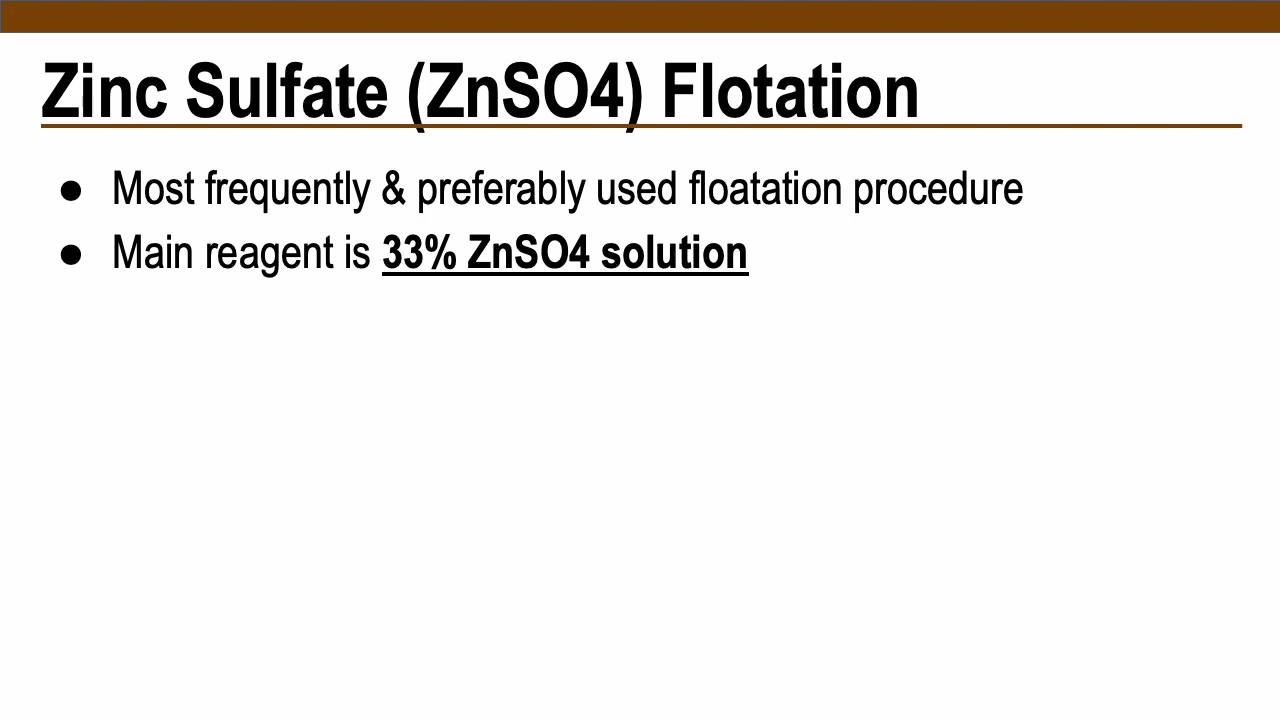 Zinc Sulfate (ZnSO4) Flotation
● Most frequently & preferably used floatation procedure
● Main reagent is 33% ZnSO4 solution